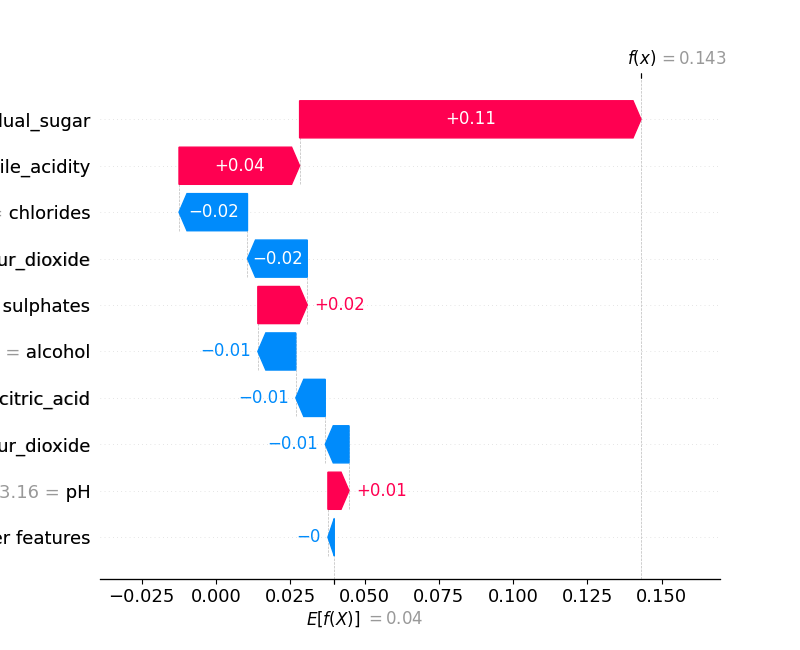 f(x) = 0.143
dual_sugar
+0.11
ile_acidity
+0.04
= chlorides
−0.02
ur_dioxide
−0.02
sulphates
+0.02
= alcohol
−0.01
citric_acid
−0.01
ur_dioxide
−0.01
3.16 = pH
+0.01
er features
−0
−0.025 0.000 0.025 0.050 0.075 0.100 0.125 0.150
E[f(X)] = 0.04